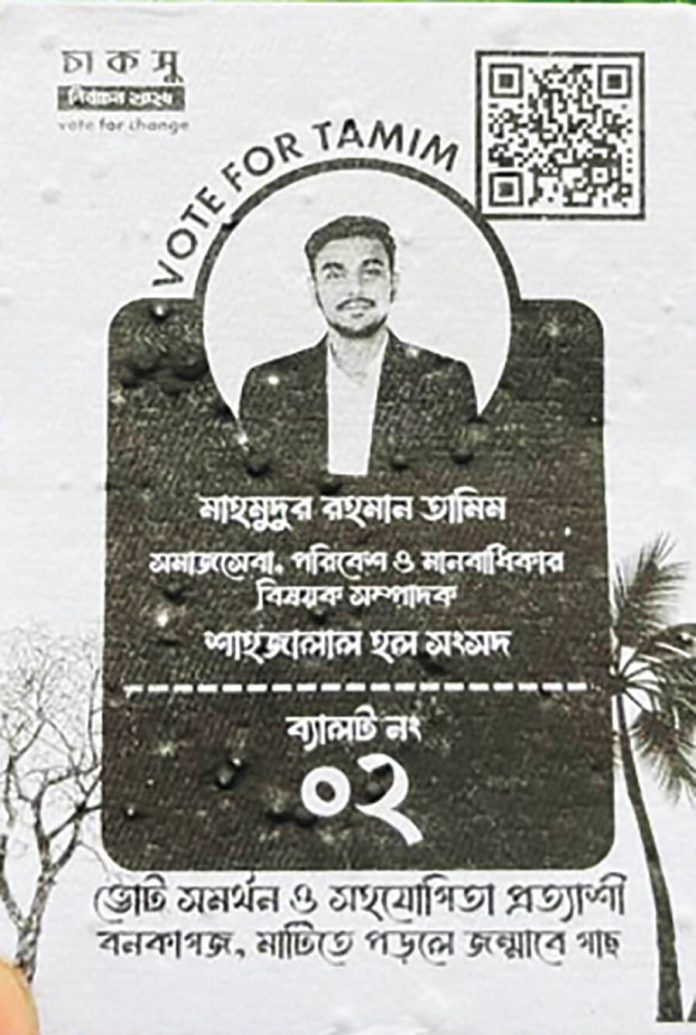 চাকসু
নির্বাচন ২০২৫
vote for change
VOTE FOR TAMIM
মাহমুদুর রহমান তামিম
সমাজসেবা, পরিবেশ ও মানবাধিকার
বিষয়ক সম্পাদক
শাহজালাল হল সংসদ
ব্যালট নং
০২
ভোট সমর্থন ও সহযোগিতা প্রত্যাশী
বনকাগজ, মাটিতে পড়লে জন্মাবে গাছ